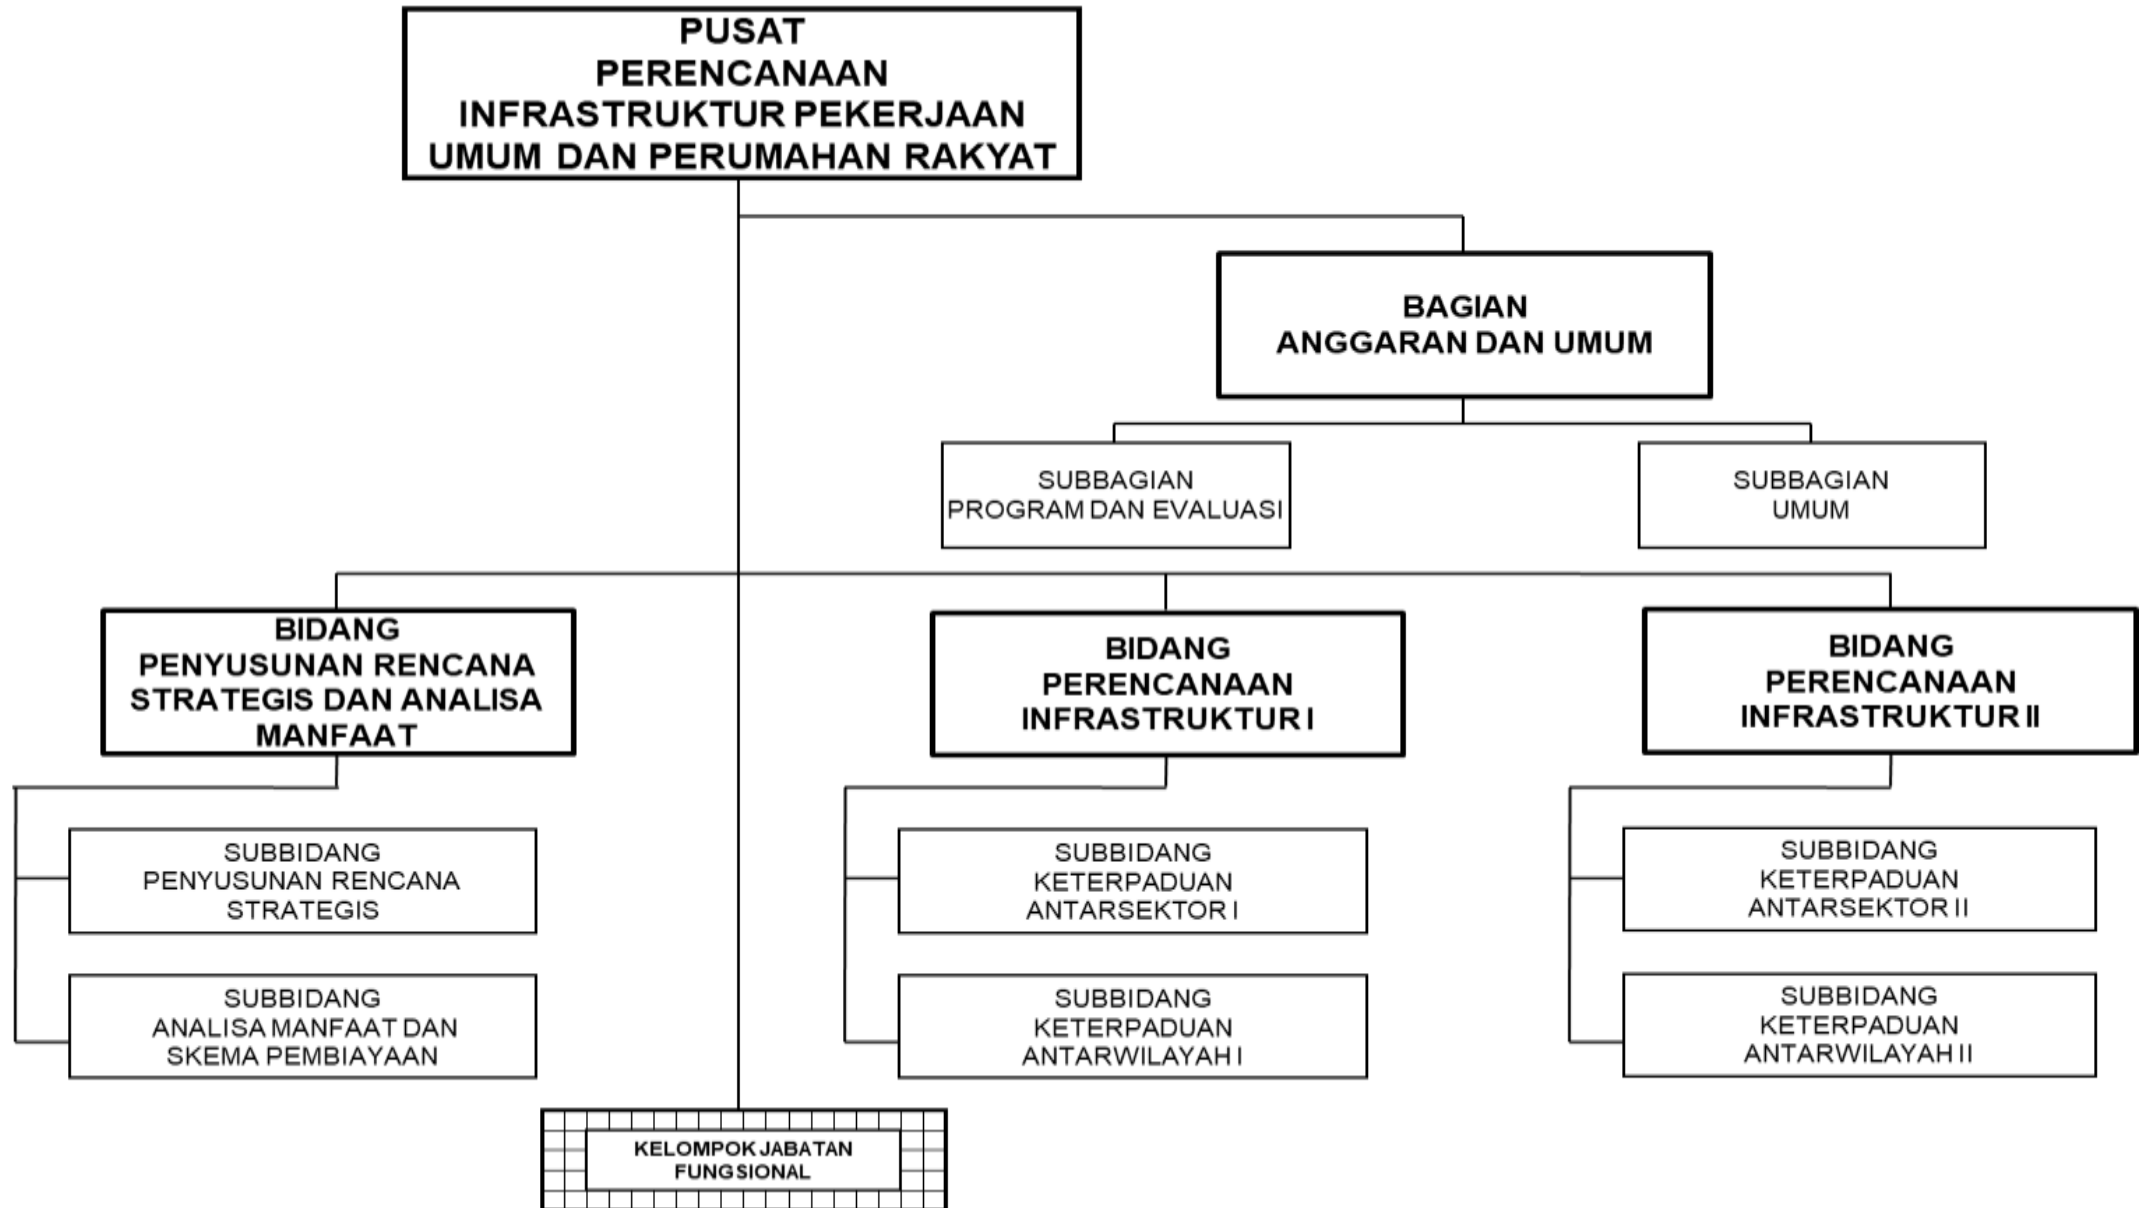 PUSAT
PERENCANAAN
INFRASTRUKTUR PEKERJAAN
UMUM DAN PERUMAHAN RAKYAT
BAGIAN
ANGGARAN DAN UMUM
SUBBAGIAN
PROGRAM DAN EVALUASI
SUBBAGIAN
UMUM
BIDANG
PENYUSUNAN RENCANA
STRATEGIS DAN ANALISA
MANFAAT
BIDANG
PERENCANAAN
INFRASTRUKTUR I
BIDANG
PERENCANAAN
INFRASTRUKTUR II
SUBBIDANG
PENYUSUNAN RENCANA
STRATEGIS
SUBBIDANG
KETERPADUAN
ANTARSEKTOR I
SUBBIDANG
KETERPADUAN
ANTARSEKTOR II
SUBBIDANG
ANALISA MANFAAT DAN
SKEMA PEMBIAYAAN
SUBBIDANG
KETERPADUAN
ANTARWILAYAH I
SUBBIDANG
KETERPADUAN
ANTARWILAYAH II
KELOMPOK JABATAN
FUNGSIONAL